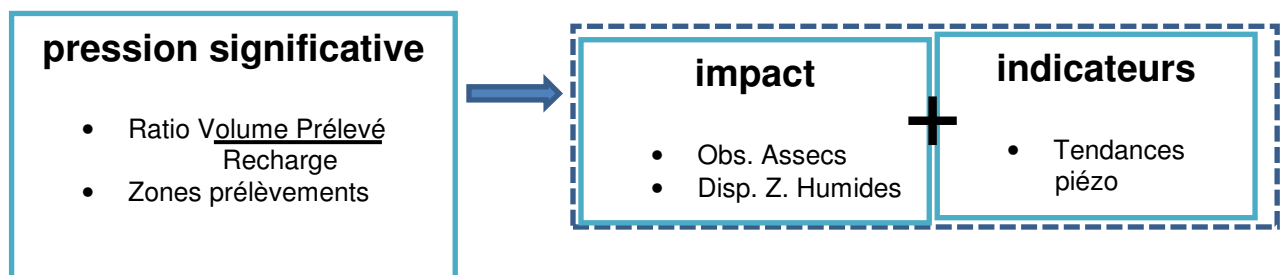 pression significative
• Ratio Volume Prélevé
Recharge
• Zones prélèvements
impact
• Obs. Assecs
• Disp. Z. Humides
+
indicateurs
• Tendances
piézo